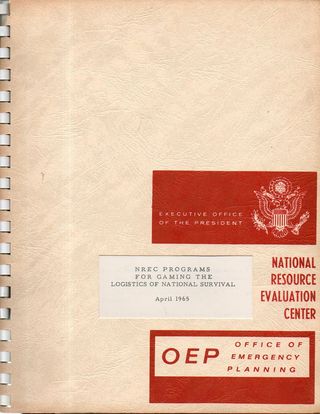 EXECUTIVE OFFICE
OF THE PRESIDENT
NREC PROGRAMS
FOR GAMING THE
LOGISTICS OF NATIONAL SURVIVAL
April 1965
NATIONAL
RESOURCE
EVALUATION
CENTER
OEP
OFFICE OF
EMERGENCY
PLANNING